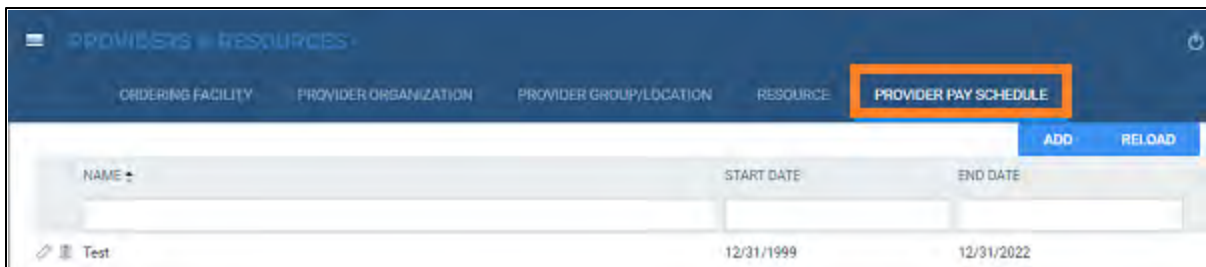 PROVIDERS & RESOURCES
ORDERING FACILITY PROVIDER ORGANIZATION PROVIDER GROUP/LOCATION RESOURCE PROVIDER PAY SCHEDULE
ADD RELOAD
NAME START DATE END DATE
Test 12/31/1999 12/31/2022